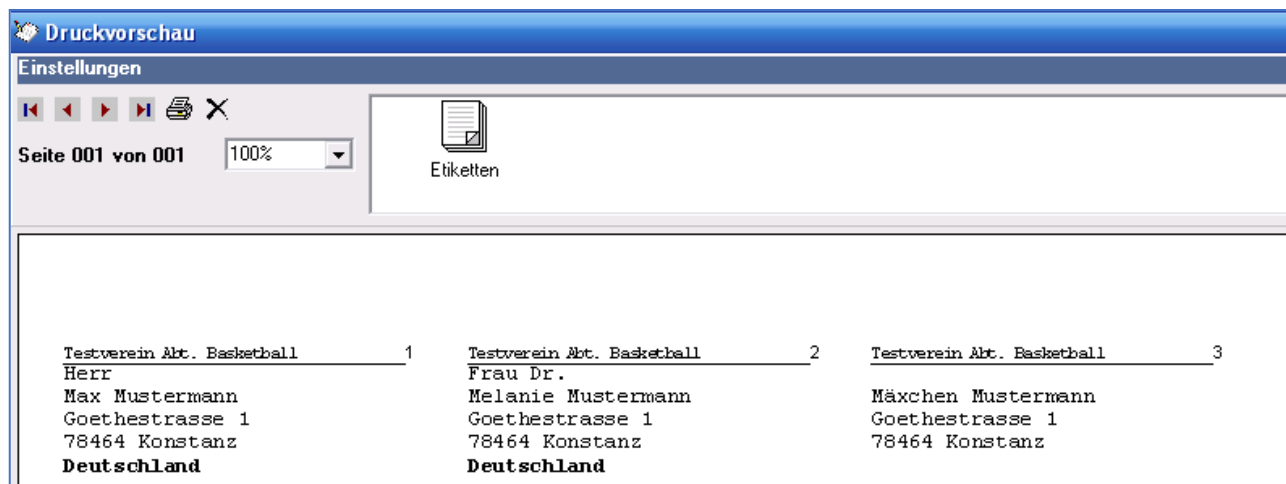 Druckvorschau
Einstellungen
Seite 001 von 001
100%
Etiketten
Testverein Abt. Basketball 1
Herr
Max Mustermann
Goethestrasse 1
78464 Konstanz
Deutschland
Testverein Abt. Basketball 2
Frau Dr.
Melanie Mustermann
Goethestrasse 1
78464 Konstanz
Deutschland
Testverein Abt. Basketball 3
Mäxchen Mustermann
Goethestrasse 1
78464 Konstanz